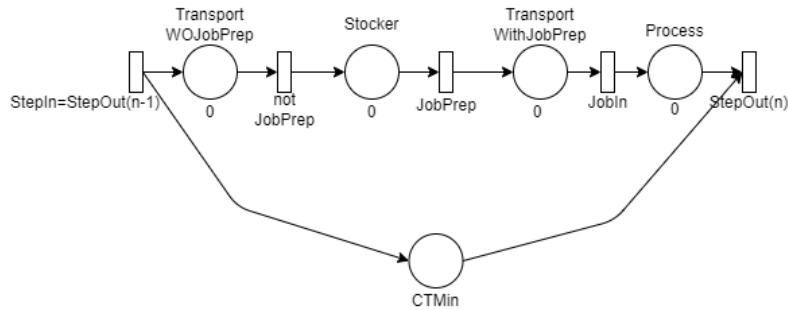 Transport
WOJobPrep
Stocker
Transport
WithJobPrep
Process
StepIn=StepOut(n-1)
0
not
JobPrep
0
JobPrep
0
JobIn
0
StepOut(n)
CTMin